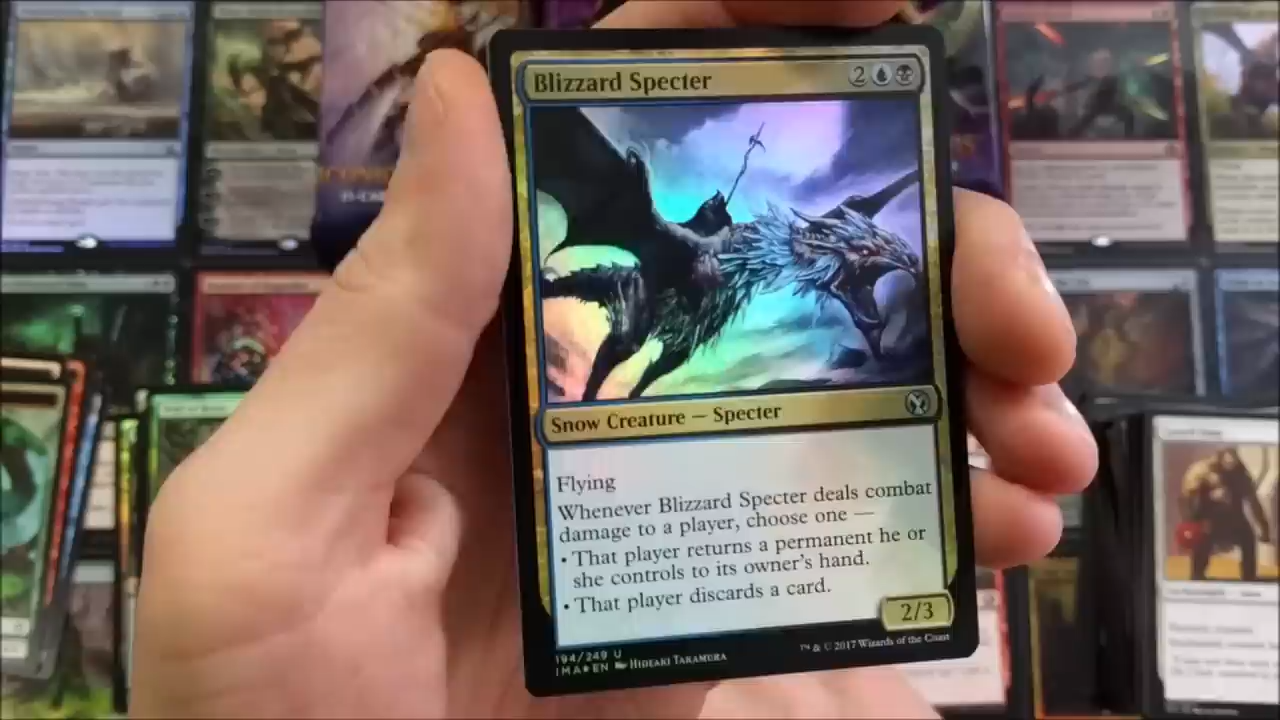 Blizzard Specter 2
Snow Creature — Specter
Flying
Whenever Blizzard Specter deals combat
damage to a player, choose one —
• That player returns a permanent he or
she controls to its owner's hand.
• That player discards a card.
2/3
194/249 U
IMA★EN HIDEAKI TAKAMURA
™ & © 2017 Wizards of the Coast